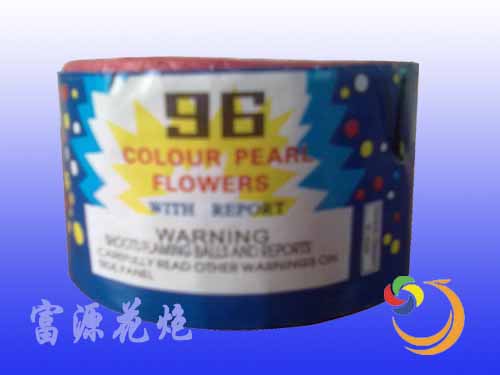 96
COLOUR PEARL
FLOWERS
WITH REPORT
WARNING
SHOOTS FLAMING BALLS AND REPORTS
CAREFULLY READ OTHER WARNINGS ON
SIDE PANEL
富源花炮